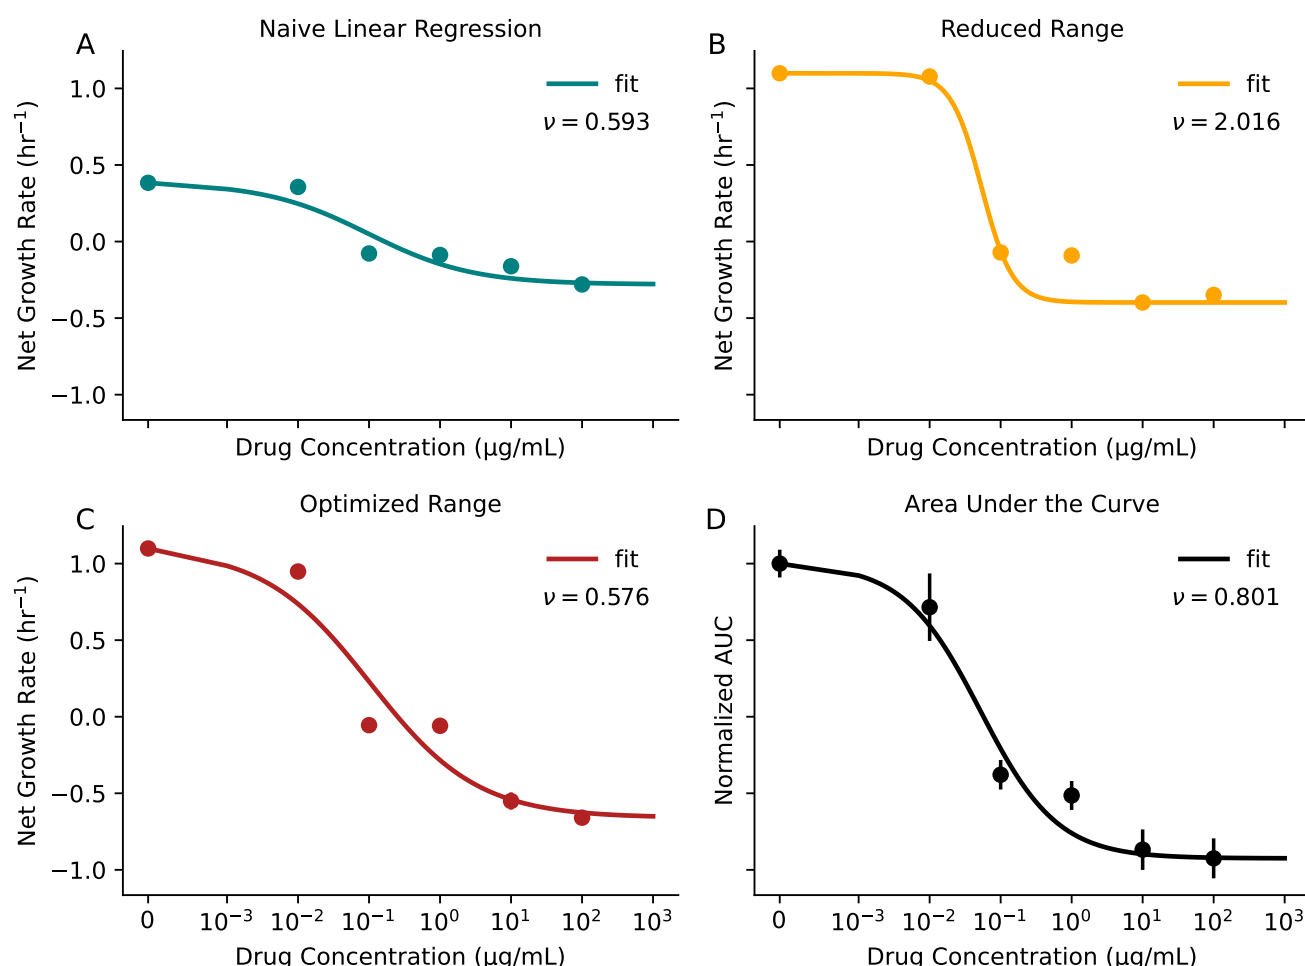 A
Naive Linear Regression
Net Growth Rate (hr⁻¹)
1.0
0.5
0.0
−0.5
−1.0
fit
ν = 0.593
Drug Concentration (µg/mL)
B
Reduced Range
Net Growth Rate (hr⁻¹)
fit
ν = 2.016
Drug Concentration (µg/mL)
C
Optimized Range
Net Growth Rate (hr⁻¹)
1.0
0.5
0.0
−0.5
−1.0
fit
ν = 0.576
0 10⁻³ 10⁻² 10⁻¹ 10⁰ 10¹ 10² 10³
Drug Concentration (µg/mL)
D
Area Under the Curve
Normalized AUC
fit
ν = 0.801
0 10⁻³ 10⁻² 10⁻¹ 10⁰ 10¹ 10² 10³
Drug Concentration (µg/mL)